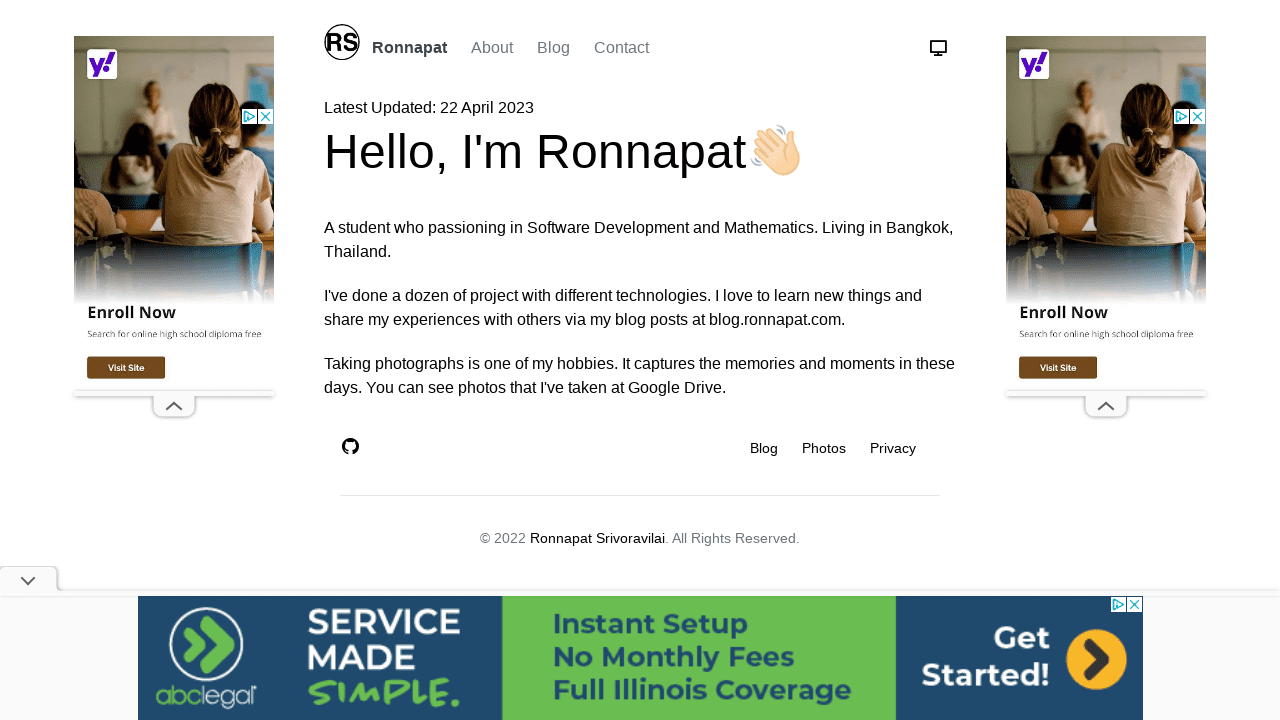 RS Ronnapat About Blog Contact
Latest Updated: 22 April 2023
Hello, I'm Ronnapat
A student who passioning in Software Development and Mathematics. Living in Bangkok,
Thailand.
I've done a dozen of project with different technologies. I love to learn new things and
share my experiences with others via my blog posts at blog.ronnapat.com.
Taking photographs is one of my hobbies. It captures the memories and moments in these
days. You can see photos that I've taken at Google Drive.
Blog Photos Privacy
© 2022 Ronnapat Srivoravilai. All Rights Reserved.
y!
Enroll Now
Search for online high school diploma free
Visit Site
y!
Enroll Now
Search for online high school diploma free
Visit Site
abclegal
SERVICE
MADE
SIMPLE.
Instant Setup
No Monthly Fees
Full Illinois Coverage
Get
Started!